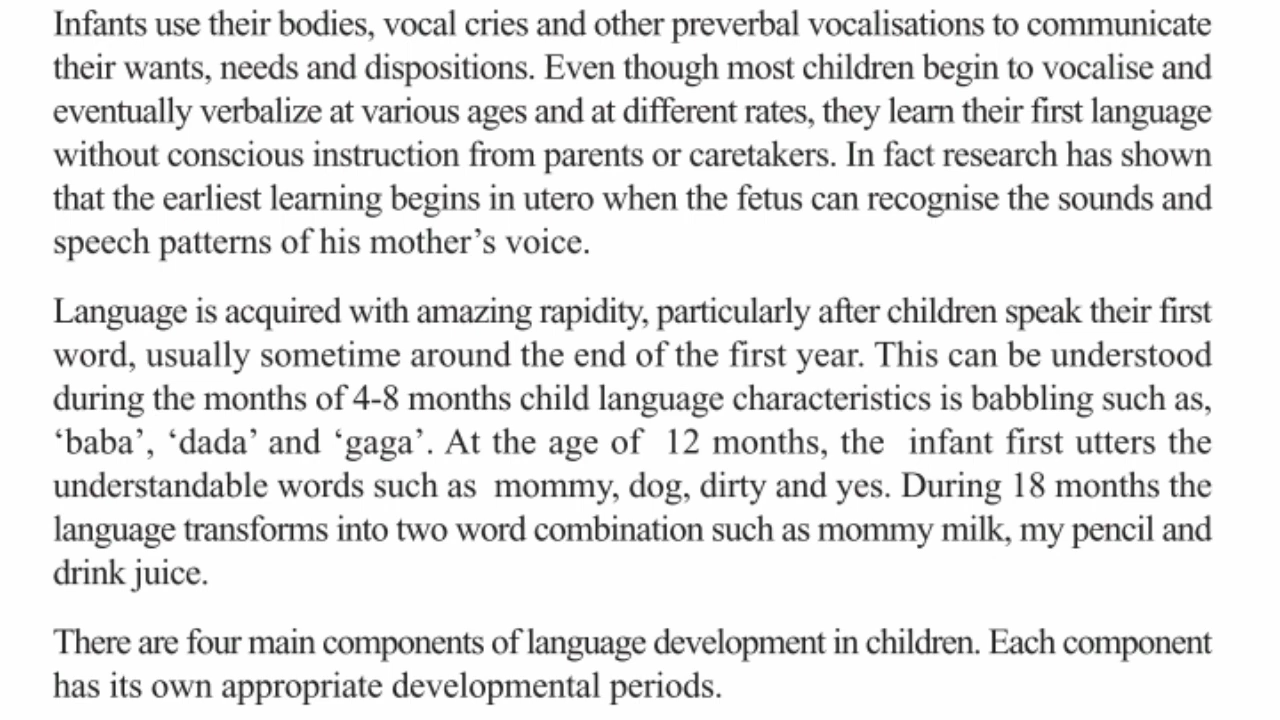 Infants use their bodies, vocal cries and other preverbal vocalisations to communicate
their wants, needs and dispositions. Even though most children begin to vocalise and
eventually verbalize at various ages and at different rates, they learn their first language
without conscious instruction from parents or caretakers. In fact research has shown
that the earliest learning begins in utero when the fetus can recognise the sounds and
speech patterns of his mother’s voice.
Language is acquired with amazing rapidity, particularly after children speak their first
word, usually sometime around the end of the first year. This can be understood
during the months of 4-8 months child language characteristics is babbling such as,
‘baba’, ‘dada’ and ‘gaga’. At the age of 12 months, the infant first utters the
understandable words such as mommy, dog, dirty and yes. During 18 months the
language transforms into two word combination such as mommy milk, my pencil and
drink juice.
There are four main components of language development in children. Each component
has its own appropriate developmental periods.